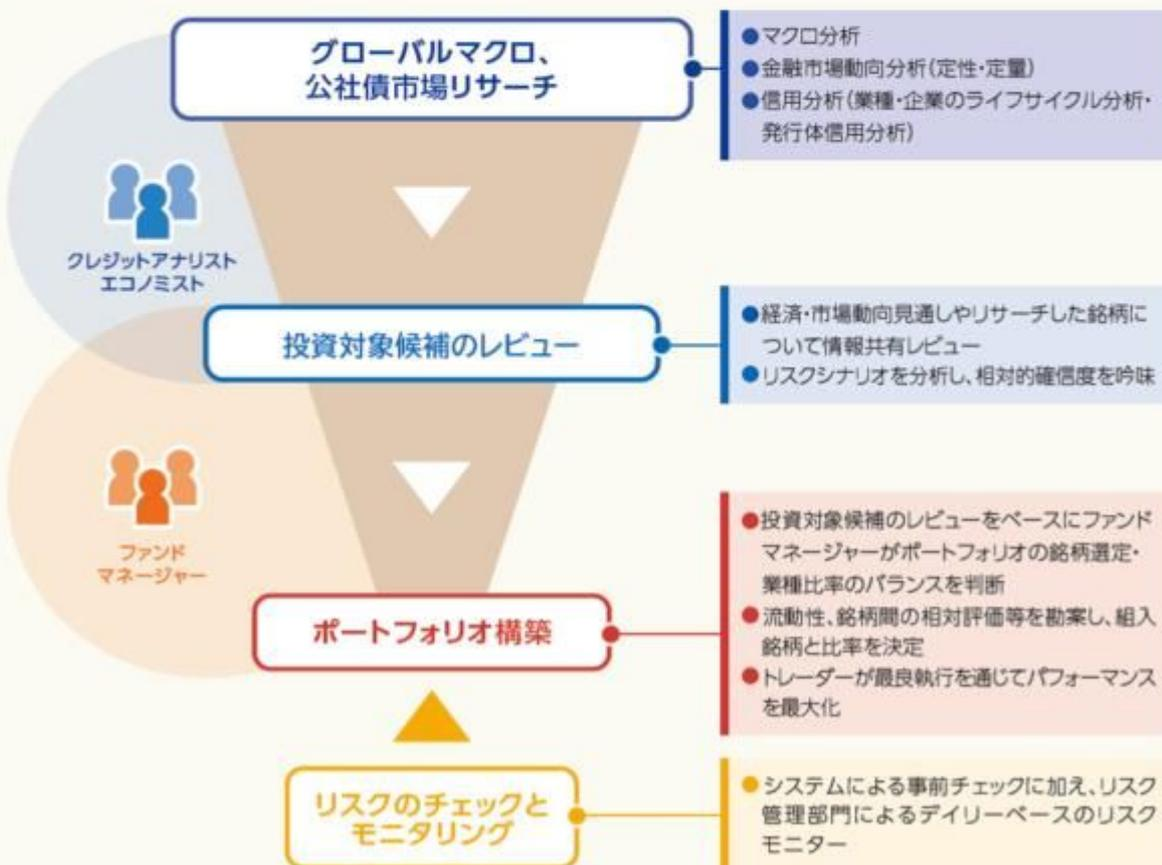 グローバルマクロ、
公社債市場リサーチ
●マクロ分析
●金融市場動向分析(定性・定量)
●信用分析(業種・企業のライフサイクル分析・
発行体信用分析)
クレジットアナリスト
エコノミスト
投資対象候補のレビュー
●経済・市場動向見通しやリサーチした銘柄に
ついて情報共有レビュー
●リスクシナリオを分析し、相対的確信度を吟味
ファンド
マネージャー
ポートフォリオ構築
●投資対象候補のレビューをベースにファンド
マネージャーがポートフォリオの銘柄選定・
業種比率のバランスを判断
●流動性、銘柄間の相対評価等を勘案し、組入
銘柄と比率を決定
●トレーダーが最良執行を通じてパフォーマンス
を最大化
リスクのチェックと
モニタリング
●システムによる事前チェックに加え、リスク
管理部門によるデイリーベースのリスク
モニター